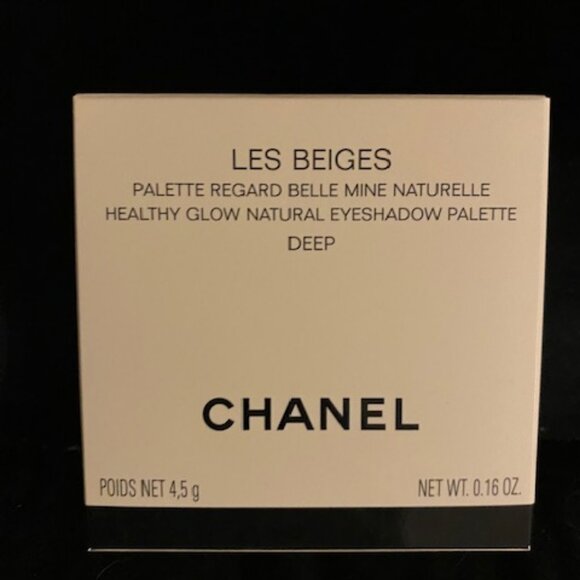 LES BEIGES
PALETTE REGARD BELLE MINE NATURELLE
HEALTHY GLOW NATURAL EYESHADOW PALETTE
DEEP
CHANEL
POIDS NET 4,5 g NET WT. 0.16 OZ.